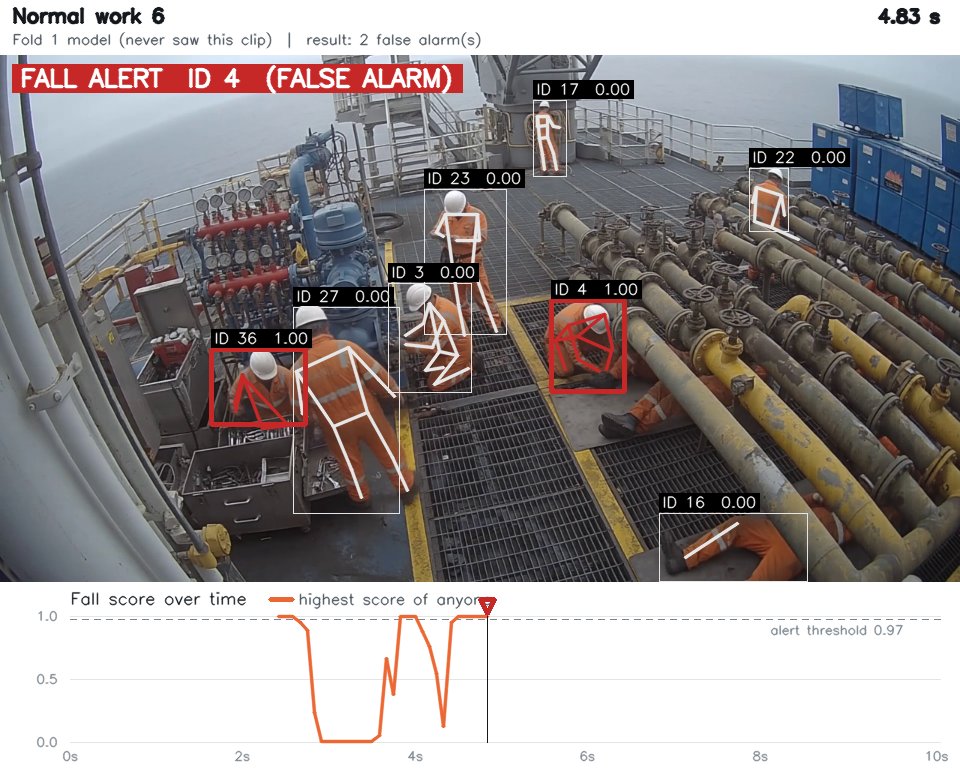 Normal work 6
4.83 s
Fold 1 model (never saw this clip) | result: 2 false alarm(s)
FALL ALERT ID 4 (FALSE ALARM)
ID 17 0.00
ID 22 0.00
ID 23 0.00
ID 3 0.00
ID 4 1.00
ID 27 0.00
ID 36 1.00
ID 16 0.00
Fall score over time
highest score of anyon
1.0
alert threshold 0.97
0.5
0.0
0s
2s
4s
6s
8s
10s